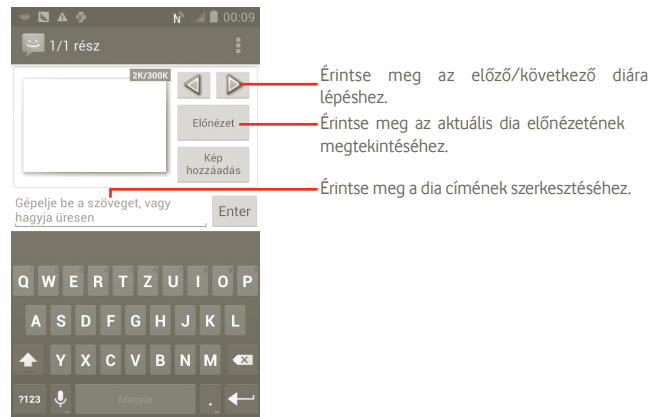 N 00:09
1/1 rész
2K/300K
Érintse meg az előző/következő diára
lépéshez.
Előnézet
Érintse meg az aktuális dia előnézetének
megtekintéséhez.
Kép
hozzáadás
Érintse meg a dia címének szerkesztéséhez.
Gépelje be a szöveget, vagy
hagyja üresen
Enter
Q W E R T Z U I O P
A S D F G H J K L
Y X C V B N M
?123 Magyar .